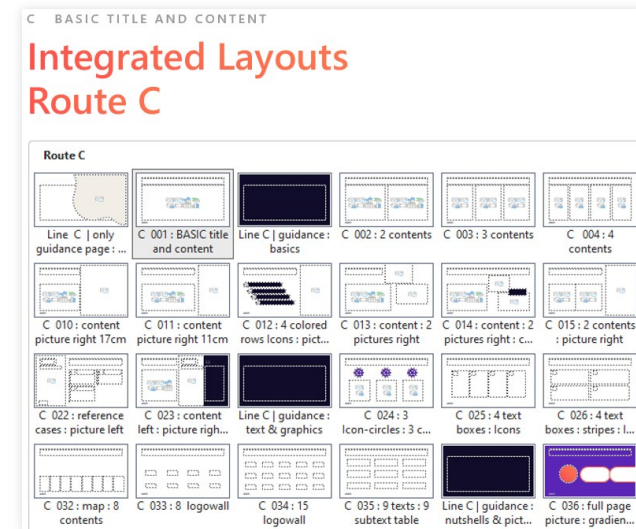 C BASIC TITLE AND CONTENT
Integrated Layouts
Route C
Route C
Line C | only guidance page : ...
C 001 : BASIC title and content
Line C | guidance : basics
C 002 : 2 contents
C 003 : 3 contents
C 004 : 4 contents
C 010 : content picture right 17cm
C 011 : content picture right 11cm
C 012 : 4 colored rows Icons : pict...
C 013 : content : 2 pictures right
C 014 : content : 2 pictures right : c...
C 015 : 2 contents : picture right
C 022 : reference cases : picture left
C 023 : content left : picture righ...
Line C | guidance : text & graphics
C 024 : 3 Icon-circles : 3 c...
C 025 : 4 text boxes : Icons
C 026 : 4 text boxes : stripes : I...
C 032 : map : 8 contents
C 033 : 8 logowall
C 034 : 15 logowall
C 035 : 9 texts : 9 subtext table
Line C | guidance : nutshells & pict...
C 036 : full page picture : gradien...